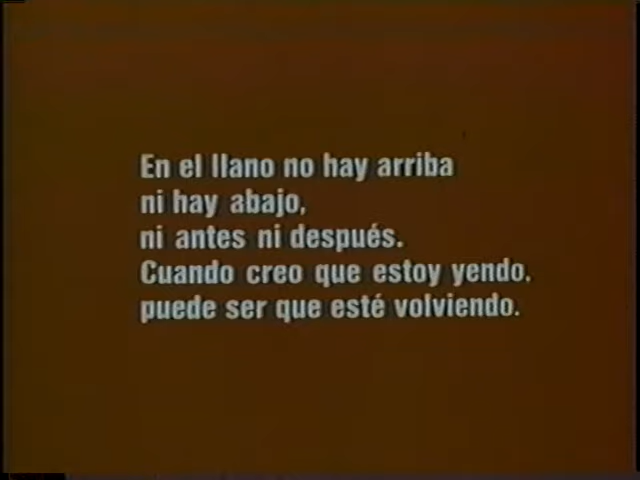 En el llano no hay arriba
ni hay abajo,
ni antes ni después.
Cuando creo que estoy yendo.
puede ser que esté volviendo.